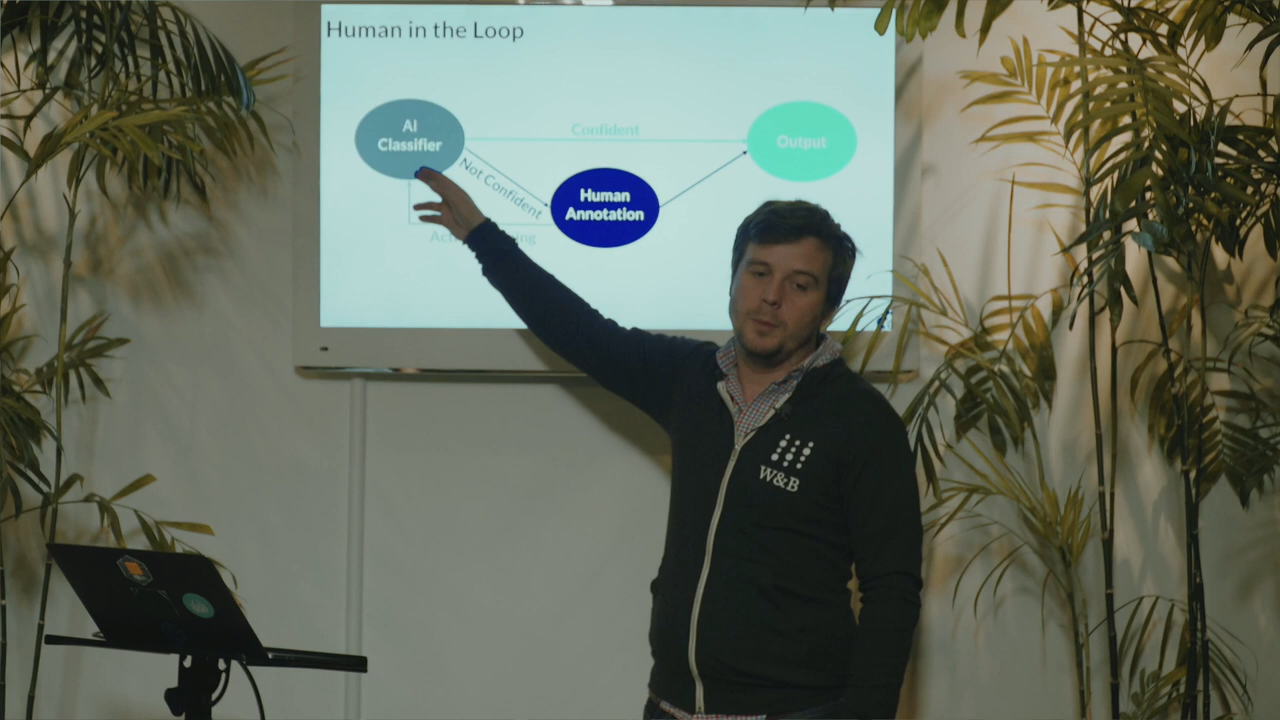 Human in the Loop
AI
Classifier
Confident
Output
Not Confident
Human
Annotation
W&B